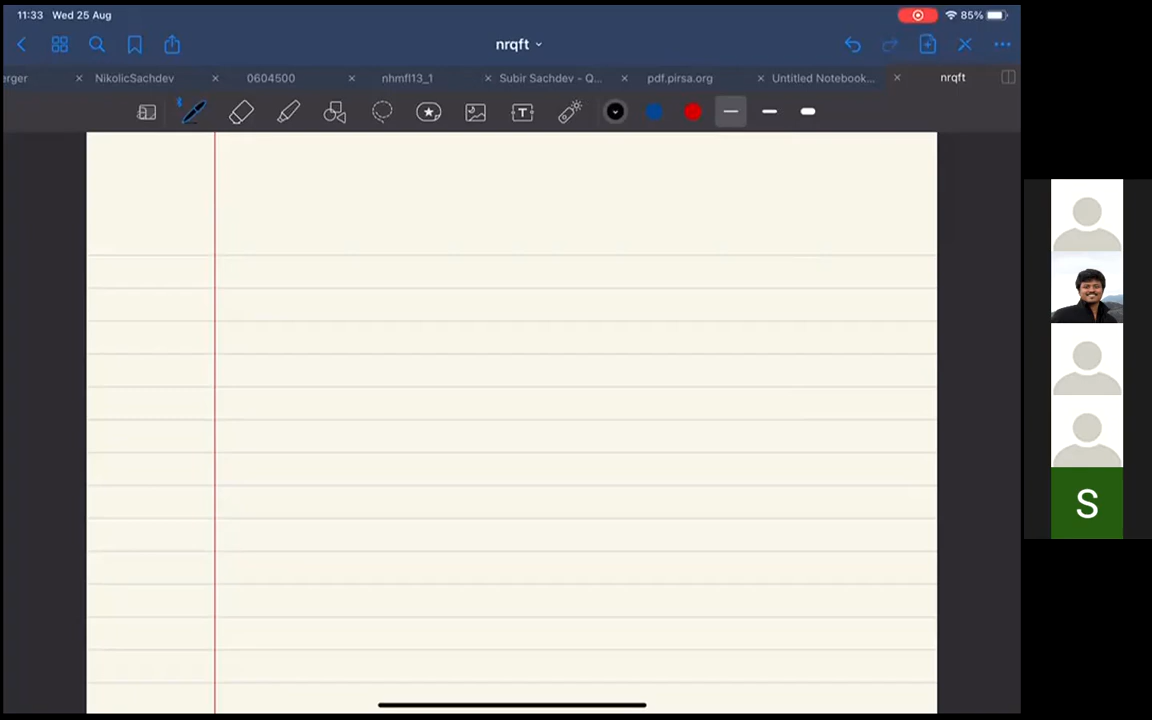 11:33 Wed 25 Aug
85%
nrqft
erger
NikolicSachdev
0604500
nhmfl13_1
Subir Sachdev - Q...
pdf.pirsa.org
Untitled Notebook...
nrqft
T
S